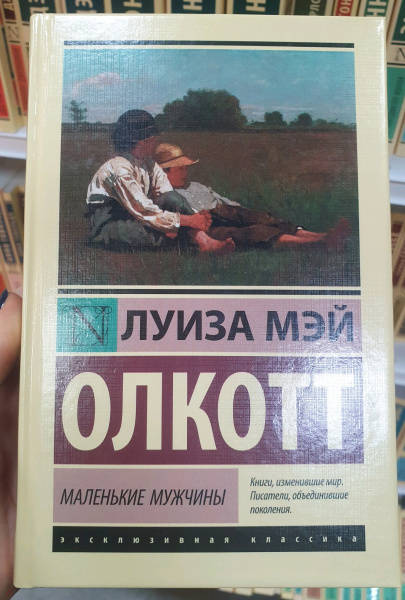 ЛУИЗА МЭЙ
ОЛКОТТ
МАЛЕНЬКИЕ МУЖЧИНЫ
Книги, изменившие мир.
Писатели, объединившие
поколения.
эксклюзивная классика